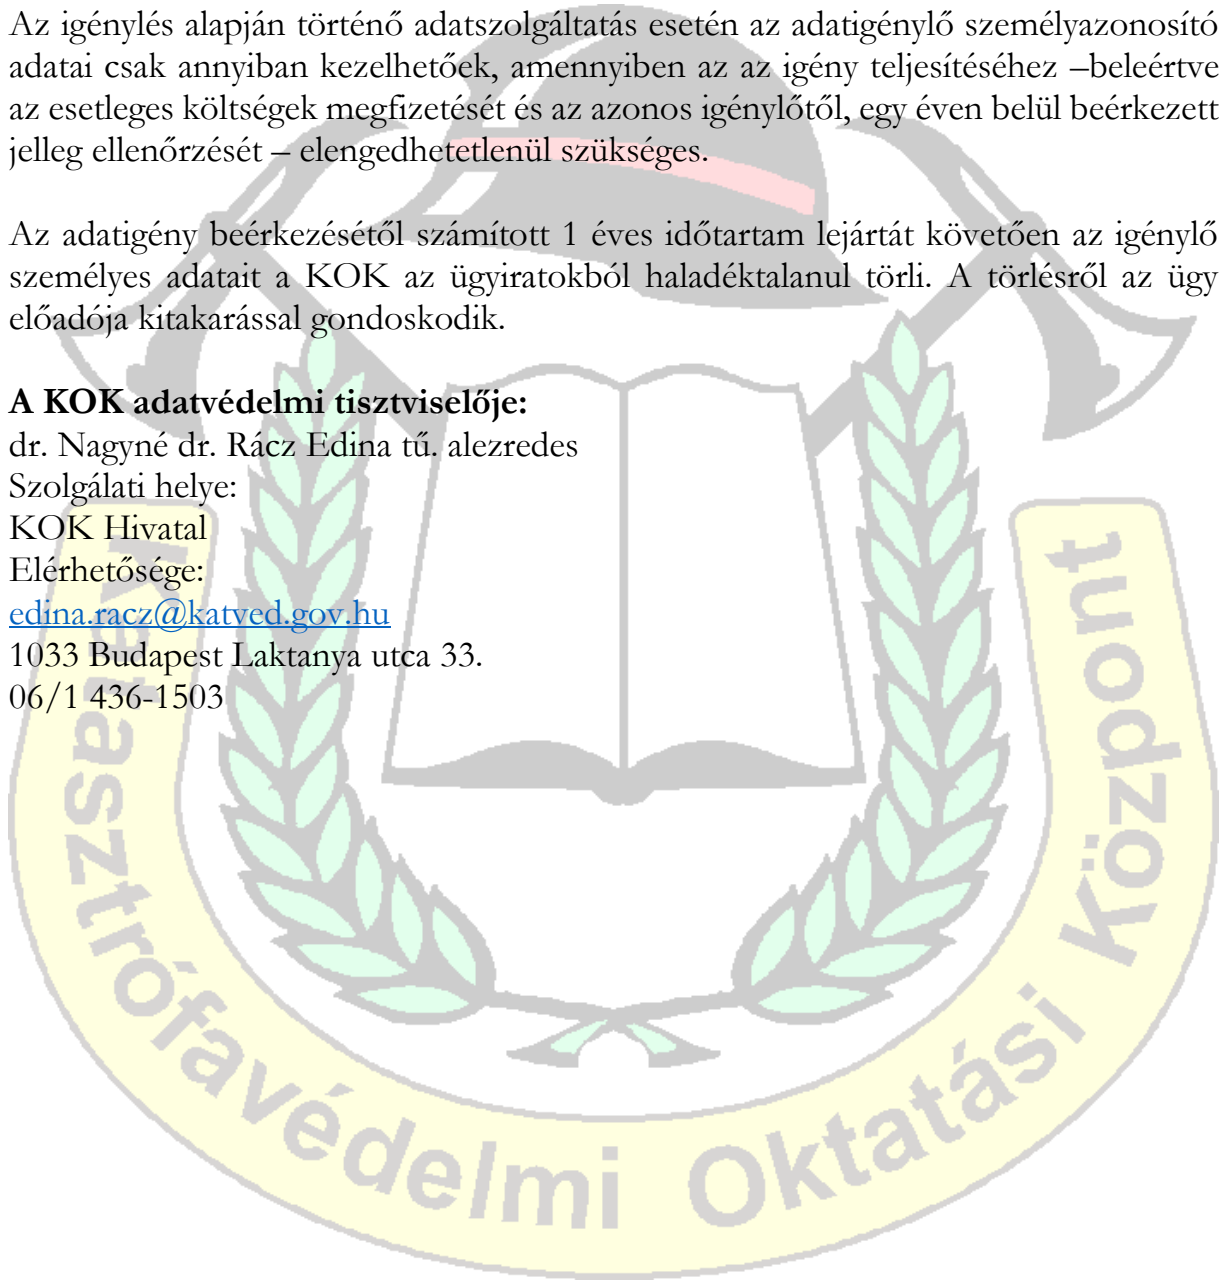 Az igénylés alapján történő adatszolgáltatás esetén az adatigénylő személyazonosító
adatai csak annyiban kezelhetőek, amennyiben az az igény teljesítéséhez –beleértve
az esetleges költségek megfizetését és az azonos igénylőtől, egy éven belül beérkezett
jelleg ellenőrzését – elengedhetetlenül szükséges.
Az adatigény beérkezésétől számított 1 éves időtartam lejártát követően az igénylő
személyes adatait a KOK az ügyiratokból haladéktalanul törli. A törlésről az ügy
előadója kitakarással gondoskodik.
A KOK adatvédelmi tisztviselője:
dr. Nagyné dr. Rácz Edina tű. alezredes
Szolgálati helye:
KOK Hivatal
Elérhetősége:
edina.racz@katved.gov.hu
1033 Budapest Laktanya utca 33.
06/1 436-1503
Katasztrófavédelmi Oktatási Központ